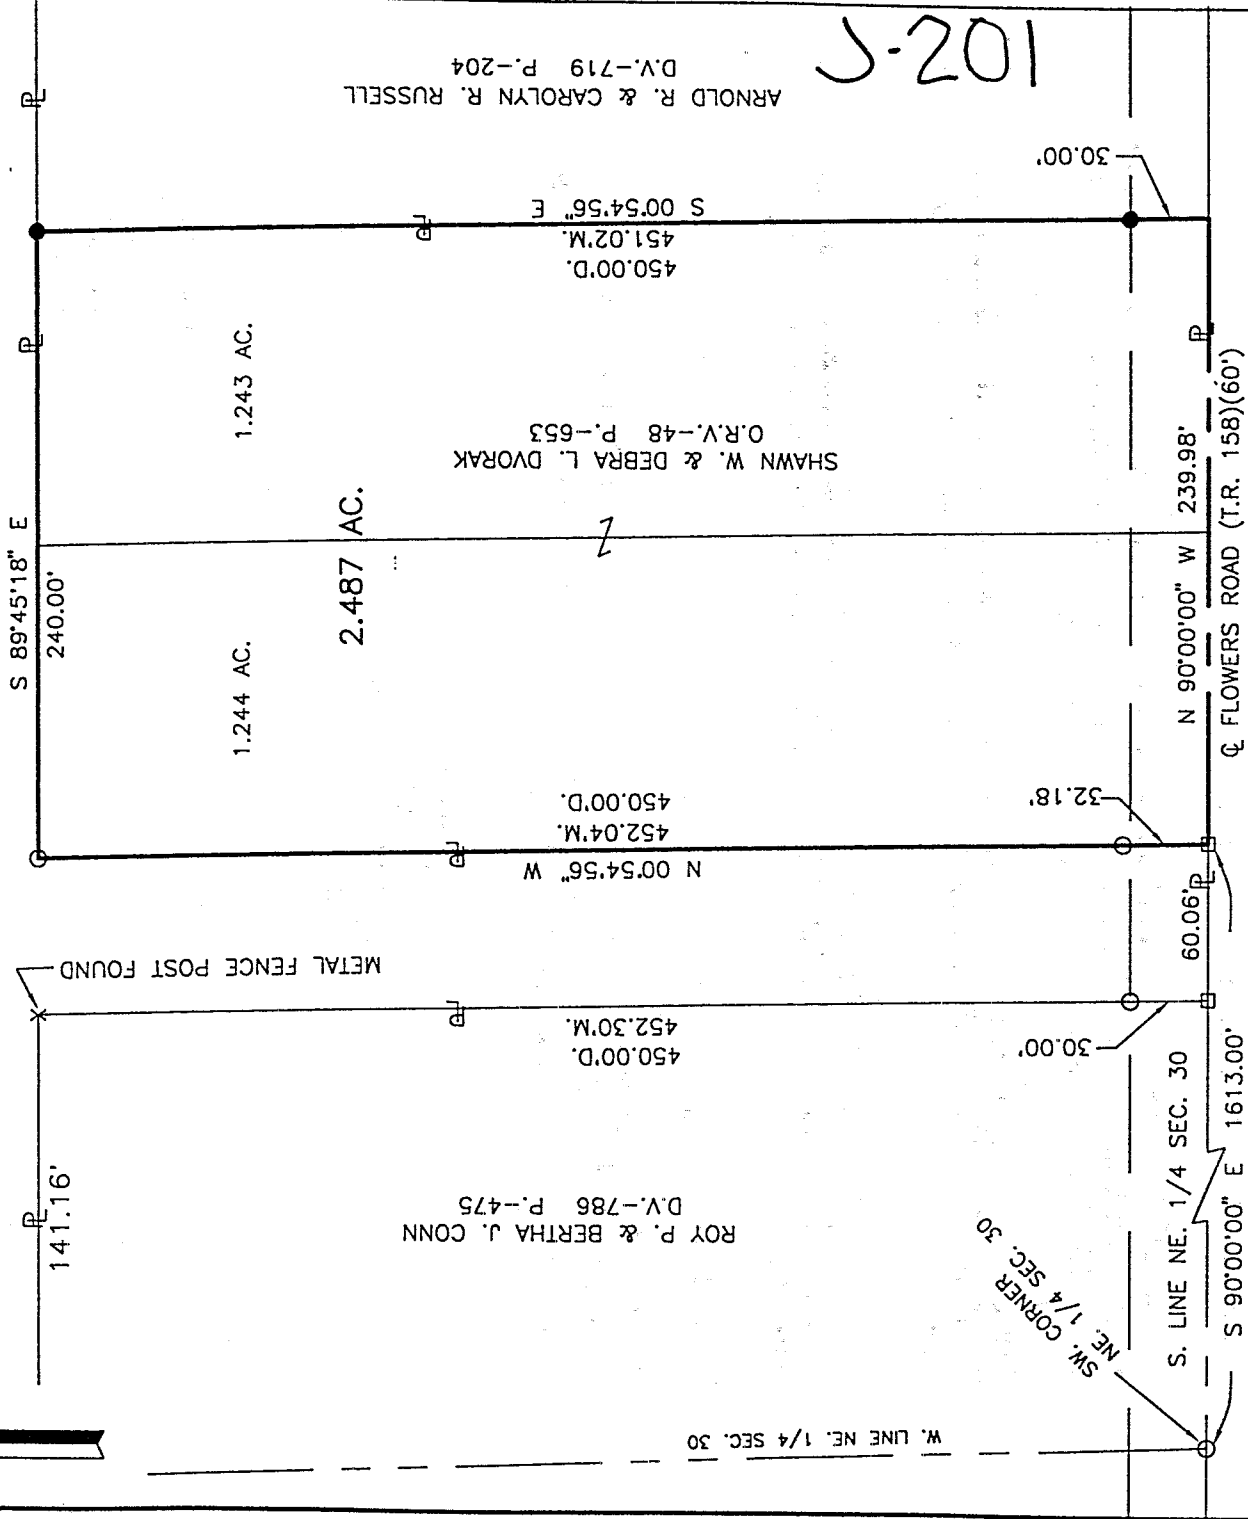 J-201
ARNOLD R. & CAROLYN R. RUSSELL
D.V.-719 P.-204
30.00'
S 00°54'56" E
451.02'M.
450.00'D.
S 89°45'18" E
240.00'
1.243 AC.
1.244 AC.
2.487 AC.
SHAWN W. & DEBRA L. DVORAK
O.R.V.-48 P.-653
N 90°00'00" W 239.98'
℄ FLOWERS ROAD (T.R. 158)(60')
450.00'D.
452.04'M.
N 00°54'56" W
32.18'
60.06'
METAL FENCE POST FOUND
452.30'M.
450.00'D.
30.00'
141.16'
ROY P. & BERTHA J. CONN
D.V.-786 P.-475
S. LINE NE. 1/4 SEC. 30
S 90°00'00" E 1613.00'
SW. CORNER
NE. 1/4 SEC. 30
W. LINE NE. 1/4 SEC. 30